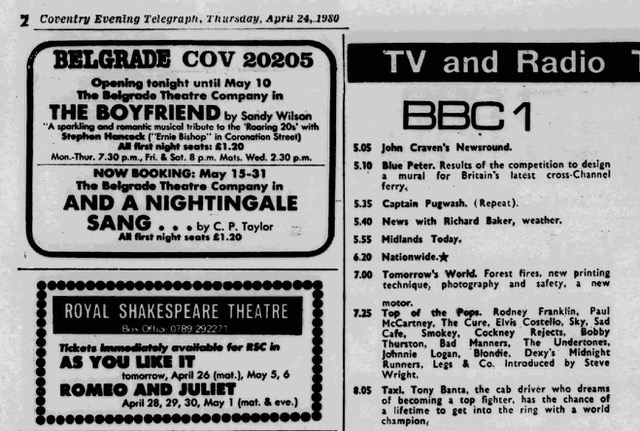 2 Coventry Evening Telegraph, Thursday, April 24, 1980
BELGRADE COV 20205
Opening tonight until May 10
The Belgrade Theatre Company in
THE BOYFRIEND by Sandy Wilson
"A sparkling and romantic musical tribute to the 'Roaring 20s' with
Stephen Hancock ("Ernie Bishop" in Coronation Street)
All first night seats £1.20
Mon.-Thur. 7.30 p.m., Fri. & Sat. 8 p.m. Mats. Wed. 2.30 p.m.
NOW BOOKING: May 15-31
The Belgrade Theatre Company in
AND A NIGHTINGALE
SANG . . . by C. P. Taylor
All first night seats £1.20
ROYAL SHAKESPEARE THEATRE
Box Office 0789 292271
Tickets immediately available for RSC in
AS YOU LIKE IT
tomorrow, April 26 (mat.), May 5, 6
ROMEO AND JULIET
April 28, 29, 30, May 1 (mat. & eve.)
TV and Radio T
BBC 1
5.05 John Craven's Newsround.
5.10 Blue Peter. Results of the competition to design
a mural for Britain's latest cross-Channel
ferry.
5.35 Captain Pugwash. (Repeat).
5.40 News with Richard Baker, weather.
5.55 Midlands Today.
6.20 Nationwide.★
7.00 Tomorrow's World. Forest fires, new printing
technique, photography and safety, a new
motor.
7.25 Top of the Pops. Rodney Franklin, Paul
McCartney, The Cure, Elvis Costello, Sky, Sad
Cafe, Smokey, Cockney Rejects, Bobby
Thurston, Bad Manners, The Undertones,
Johnnie Logan, Blondie, Dexy's Midnight
Runners, Legs & Co. Introduced by Steve
Wright.
8.05 Taxi. Tony Banta, the cab driver who dreams
of becoming a top fighter, has the chance of
a lifetime to get into the ring with a world
champion.